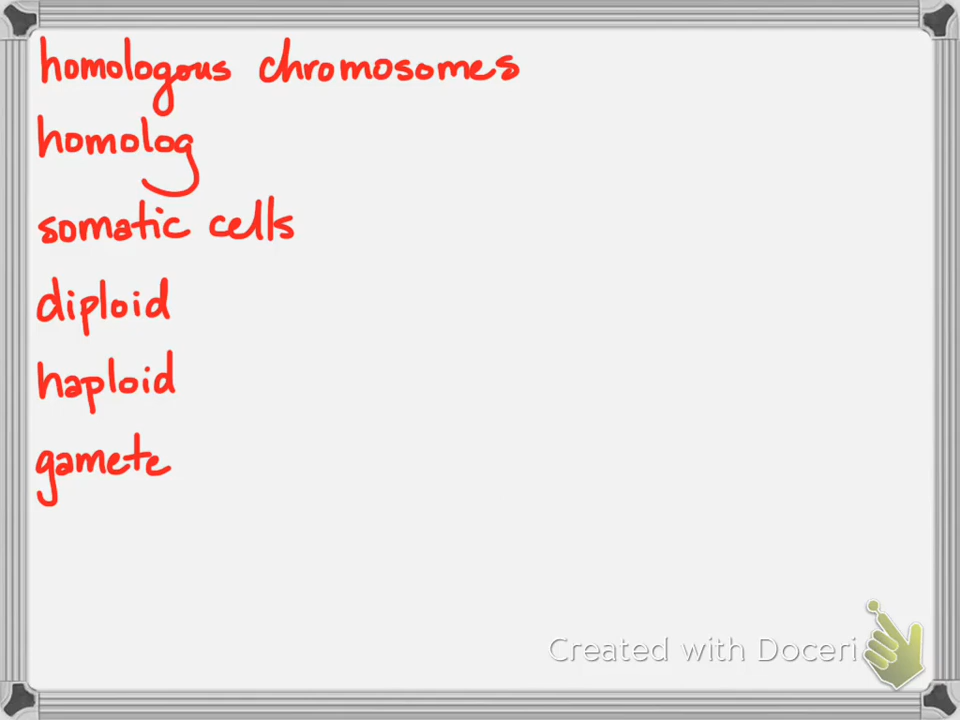 homologous chromosomes
homolog
somatic cells
diploid
haploid
gamete
Created with Doceri